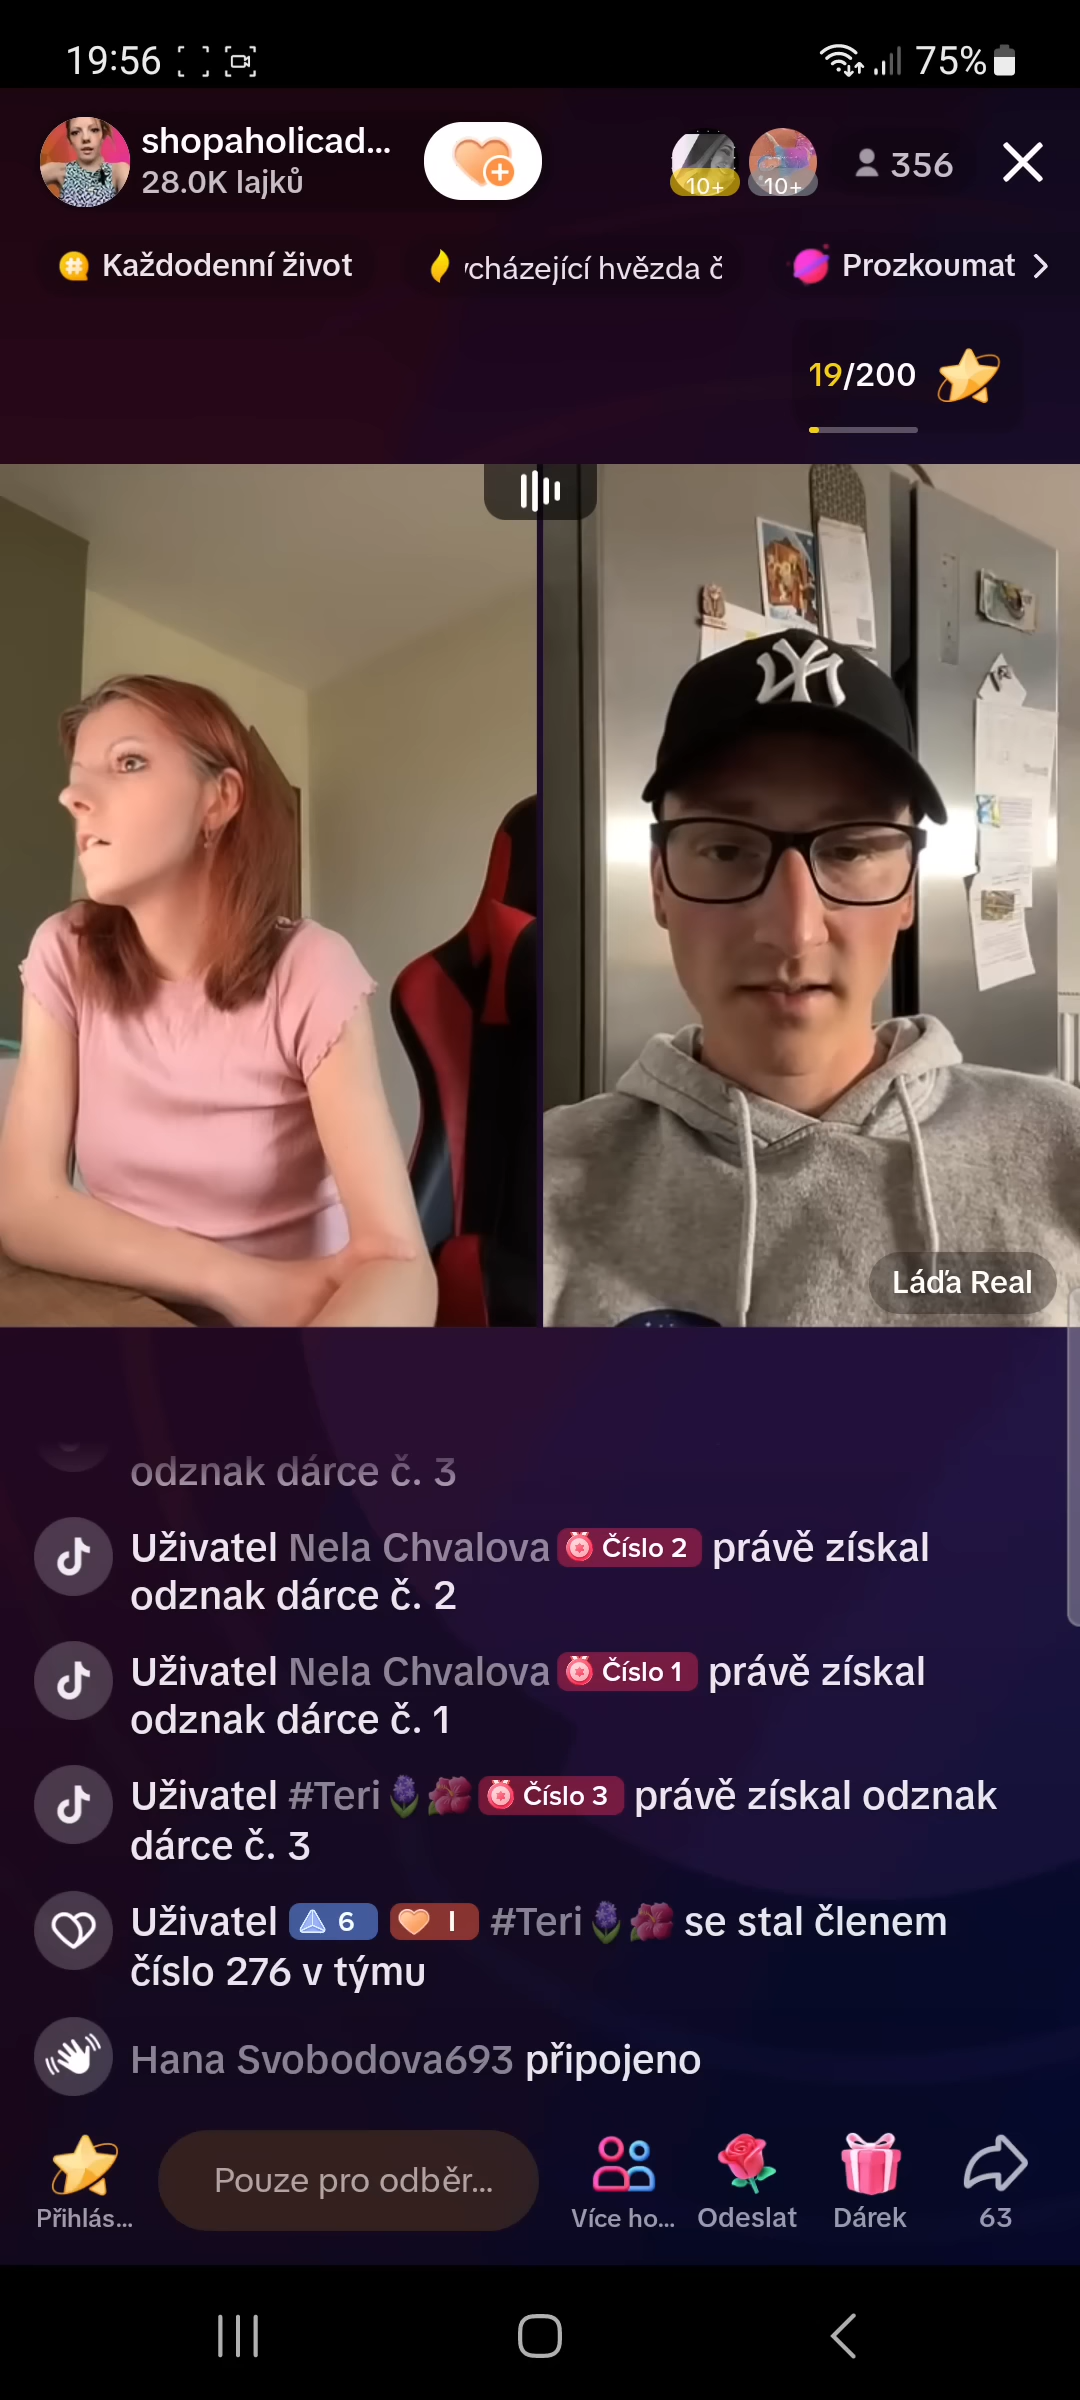 19:56
75%
shopaholicad...
28.0K lajků
10+
10+
356
Každodenní život
ycházející hvězda č
Prozkoumat
19/200
NY
Láďa Real
odznak dárce č. 3
Uživatel Nela Chvalova Číslo 2 právě získal
odznak dárce č. 2
Uživatel Nela Chvalova Číslo 1 právě získal
odznak dárce č. 1
Uživatel #Teri🪻🌺 Číslo 3 právě získal odznak
dárce č. 3
Uživatel 6 I #Teri🪻🌺 se stal členem
číslo 276 v týmu
Hana Svobodova693 připojeno
Přihlás...
Pouze pro odběr...
Více ho...
Odeslat
Dárek
63